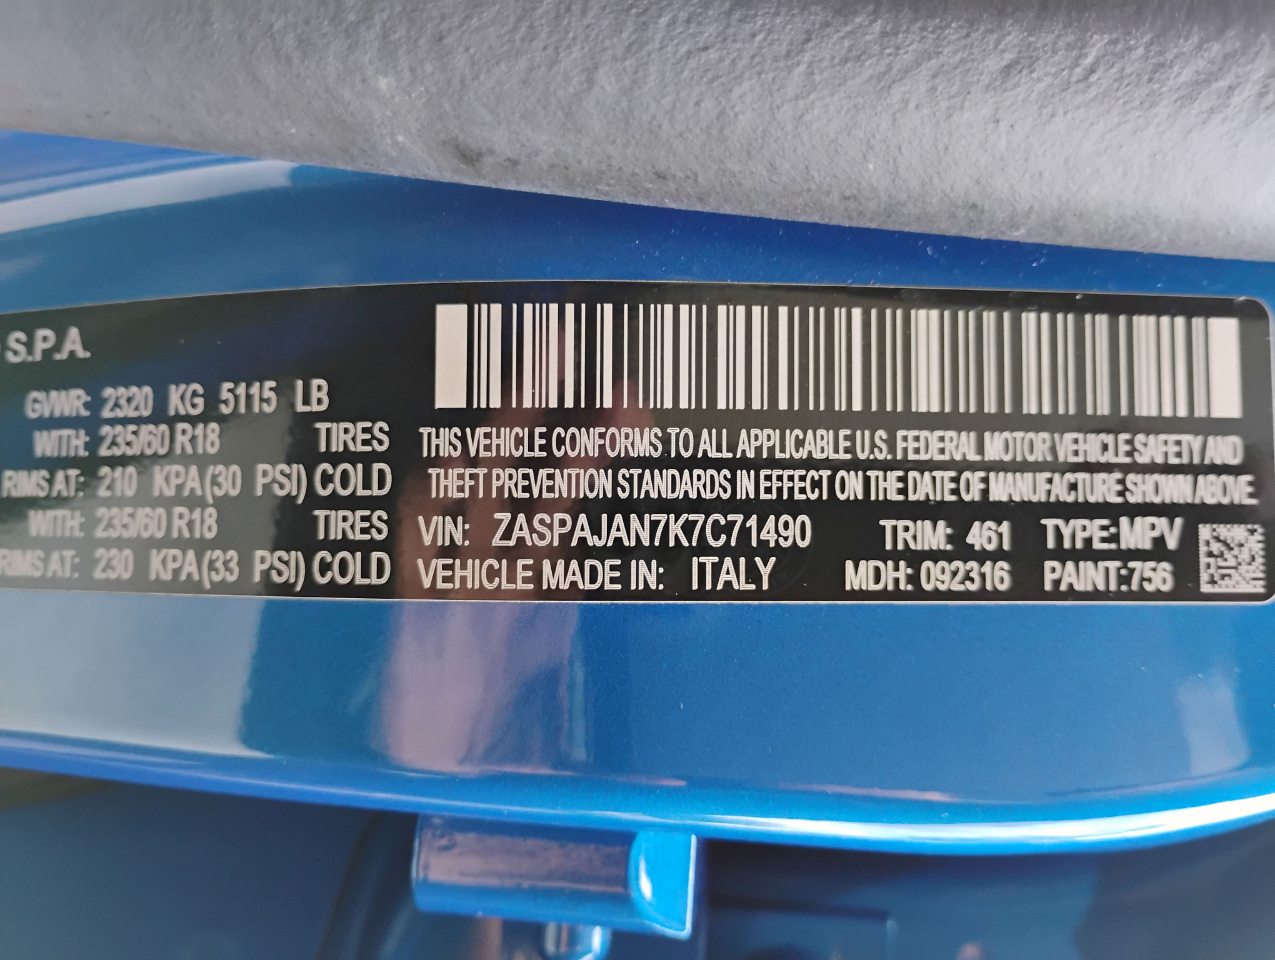 S.P.A.
GVWR: 2320 KG 5115 LB
WITH: 235/60 R18 TIRES
RIMS AT: 210 KPA(30 PSI) COLD
WITH: 235/60 R18 TIRES
RIMS AT: 230 KPA(33 PSI) COLD
THIS VEHICLE CONFORMS TO ALL APPLICABLE U.S. FEDERAL MOTOR VEHICLE SAFETY AND
THEFT PREVENTION STANDARDS IN EFFECT ON THE DATE OF MANUFACTURE SHOWN ABOVE.
VIN: ZASPAJAN7K7C71490 TRIM: 461 TYPE: MPV
VEHICLE MADE IN: ITALY MDH: 092316 PAINT:756